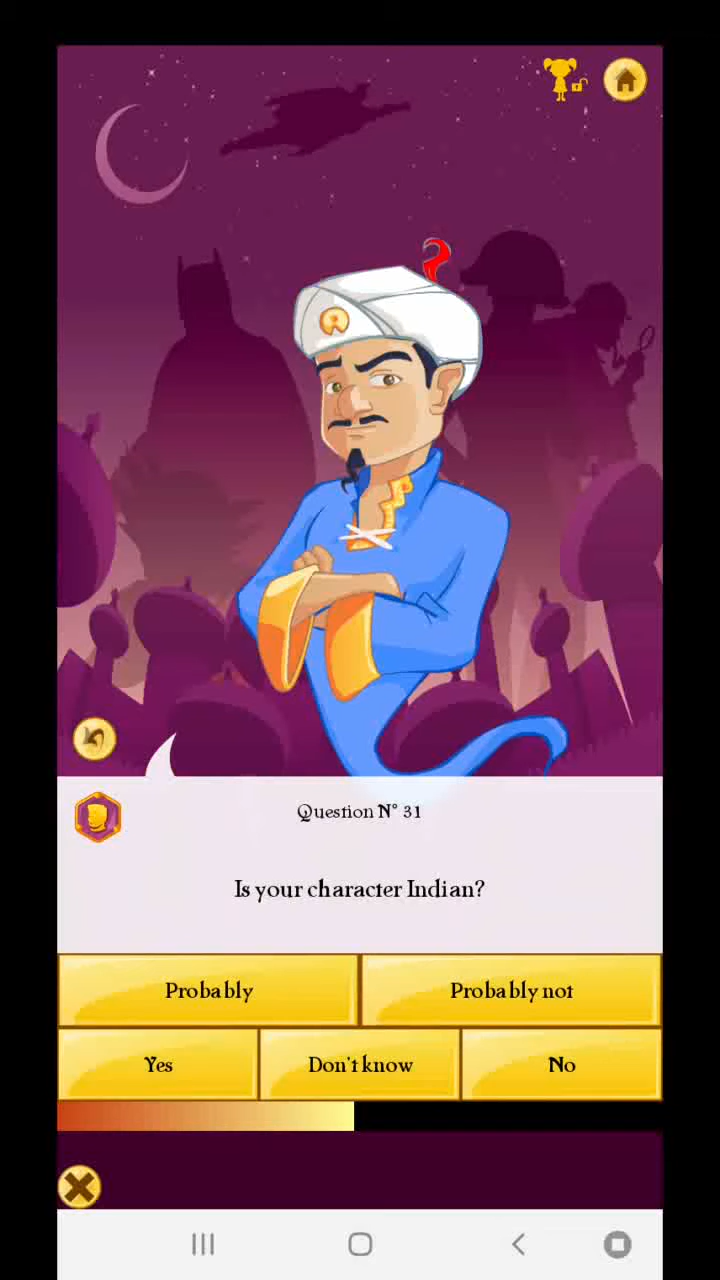 Question N° 31
Is your character Indian?
Probably
Probably not
Yes
Don't know
No